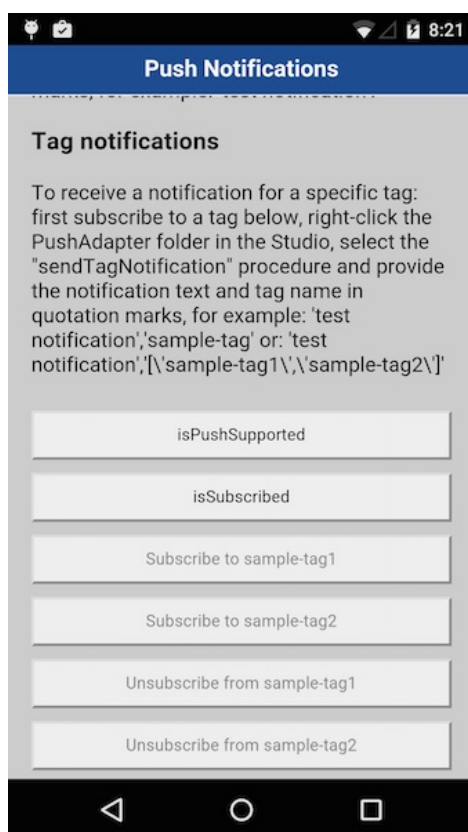 8:21
Push Notifications
Tag notifications
To receive a notification for a specific tag:
first subscribe to a tag below, right-click the
PushAdapter folder in the Studio, select the
"sendTagNotification" procedure and provide
the notification text and tag name in
quotation marks, for example: 'test
notification','sample-tag' or: 'test
notification','[\'sample-tag1\',\'sample-tag2\']'
isPushSupported
isSubscribed
Subscribe to sample-tag1
Subscribe to sample-tag2
Unsubscribe from sample-tag1
Unsubscribe from sample-tag2